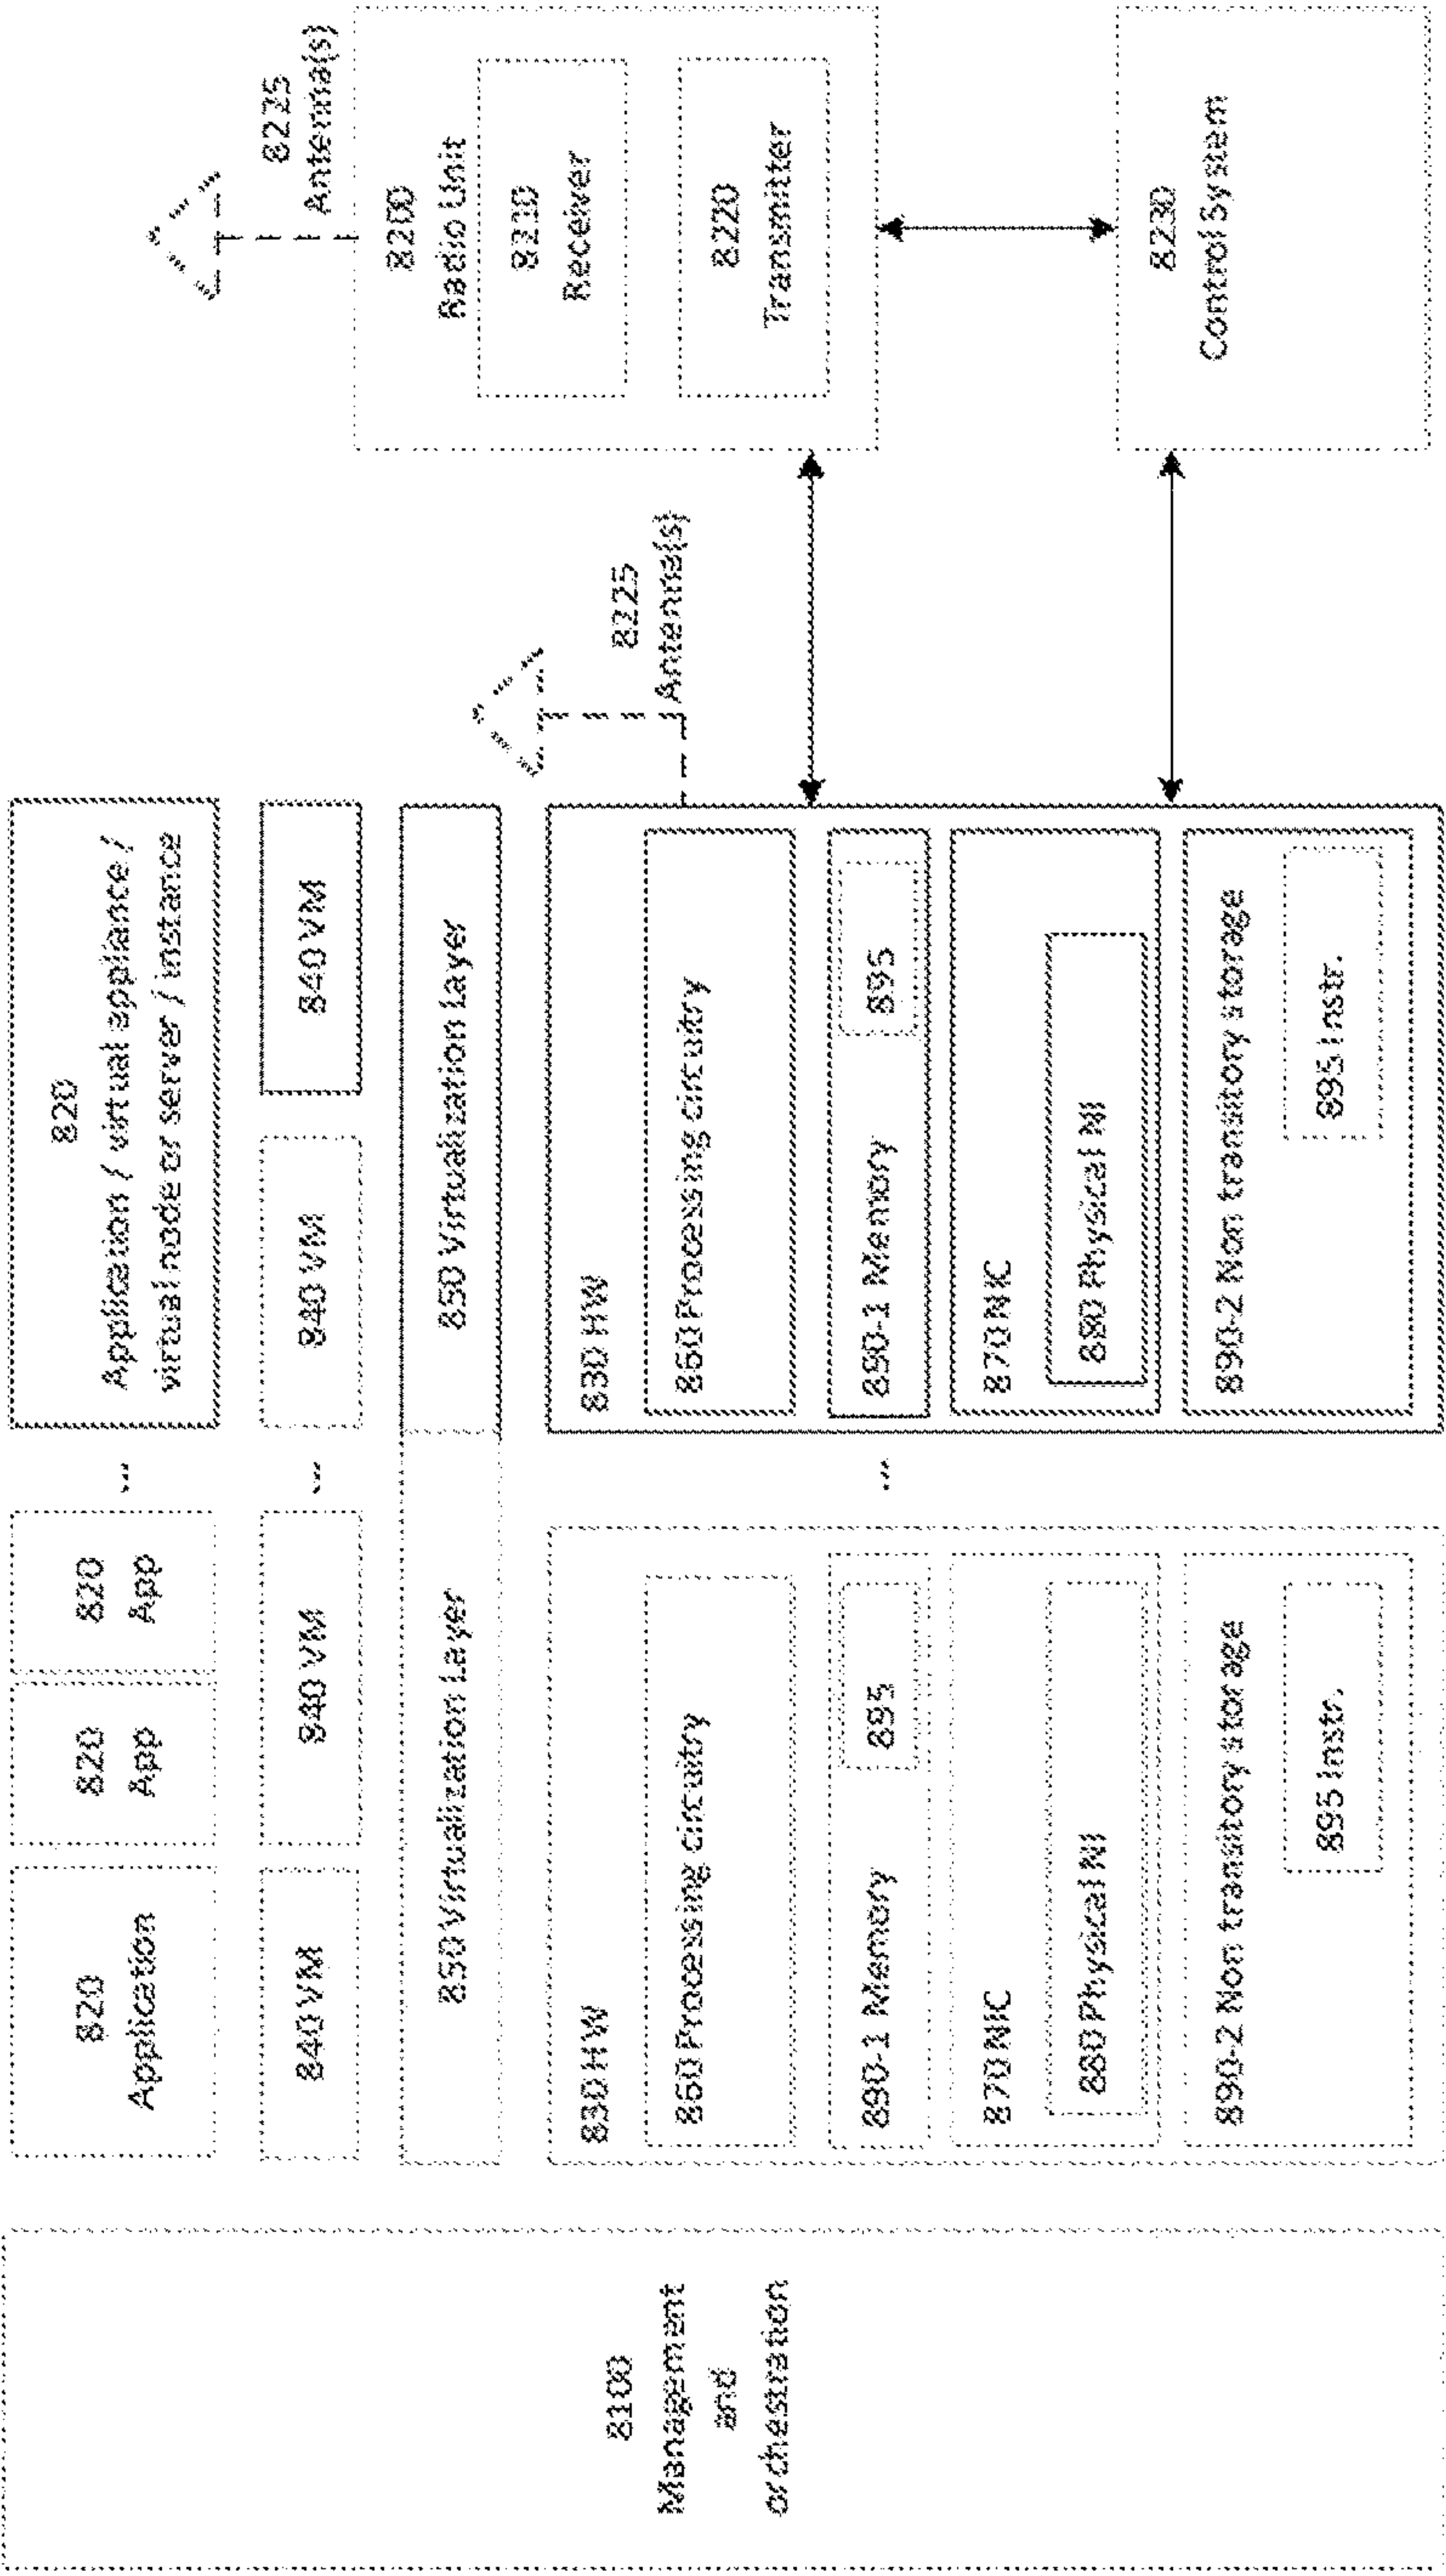 8100
Management
and
orchestration
820
Application
820
App
820
App
...
820
Application / virtual appliance /
virtual node or server / instance
840 VM
840 VM
...
840 VM
840 VM
850 Virtualization Layer
850 Virtualization Layer
830 HW
860 Processing circuitry
890-1 Memory
895
870 NIC
880 Physical NI
890-2 Non transitory storage
895 Instr.
...
830 HW
860 Processing circuitry
890-1 Memory
895
870 NIC
880 Physical NI
890-2 Non transitory storage
895 Instr.
8225
Antenna(s)
8225
Antenna(s)
8200
Radio Unit
8210
Receiver
8220
Transmitter
8230
Control System